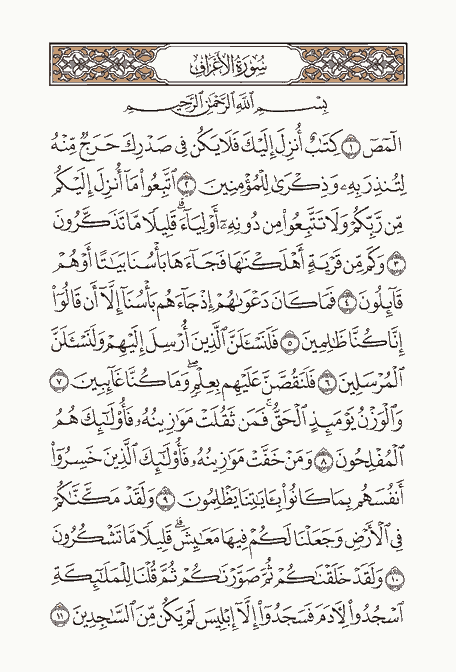 سُورَةُ الأَعْرَافِ
بِسْمِ ٱللَّهِ ٱلرَّحْمَٰنِ ٱلرَّحِيمِ
الٓمٓصٓ ١ كِتَٰبٌ أُنزِلَ إِلَيْكَ فَلَا يَكُن فِى صَدْرِكَ حَرَجٌ مِّنْهُ
لِتُنذِرَ بِهِۦ وَذِكْرَىٰ لِلْمُؤْمِنِينَ ٢ ٱتَّبِعُوا۟ مَآ أُنزِلَ إِلَيْكُم
مِّن رَّبِّكُمْ وَلَا تَتَّبِعُوا۟ مِن دُونِهِۦٓ أَوْلِيَآءَ ۗ قَلِيلًا مَّا تَذَكَّرُونَ
٣ وَكَم مِّن قَرْيَةٍ أَهْلَكْنَٰهَا فَجَآءَهَا بَأْسُنَا بَيَٰتًا أَوْ هُمْ
قَآئِلُونَ ٤ فَمَا كَانَ دَعْوَىٰهُمْ إِذْ جَآءَهُم بَأْسُنَآ إِلَّآ أَن قَالُوٓا۟
إِنَّا كُنَّا ظَٰلِمِينَ ٥ فَلَنَسْـَٔلَنَّ ٱلَّذِينَ أُرْسِلَ إِلَيْهِمْ وَلَنَسْـَٔلَنَّ
ٱلْمُرْسَلِينَ ٦ فَلَنَقُصَّنَّ عَلَيْهِم بِعِلْمٍ ۖ وَمَا كُنَّا غَآئِبِينَ ٧
وَٱلْوَزْنُ يَوْمَئِذٍ ٱلْحَقُّ ۚ فَمَن ثَقُلَتْ مَوَٰزِينُهُۥ فَأُو۟لَٰٓئِكَ هُمُ
ٱلْمُفْلِحُونَ ٨ وَمَنْ خَفَّتْ مَوَٰزِينُهُۥ فَأُو۟لَٰٓئِكَ ٱلَّذِينَ خَسِرُوٓا۟
أَنفُسَهُم بِمَا كَانُوا۟ بِـَٔايَٰتِنَا يَظْلِمُونَ ٩ وَلَقَدْ مَكَّنَّٰكُمْ
فِى ٱلْأَرْضِ وَجَعَلْنَا لَكُمْ فِيهَا مَعَٰيِشَ ۗ قَلِيلًا مَّا تَشْكُرُونَ
١٠ وَلَقَدْ خَلَقْنَٰكُمْ ثُمَّ صَوَّرْنَٰكُمْ ثُمَّ قُلْنَا لِلْمَلَٰٓئِكَةِ
ٱسْجُدُوا۟ لِـَٔادَمَ فَسَجَدُوٓا۟ إِلَّآ إِبْلِيسَ لَمْ يَكُن مِّنَ ٱلسَّٰجِدِينَ ١١